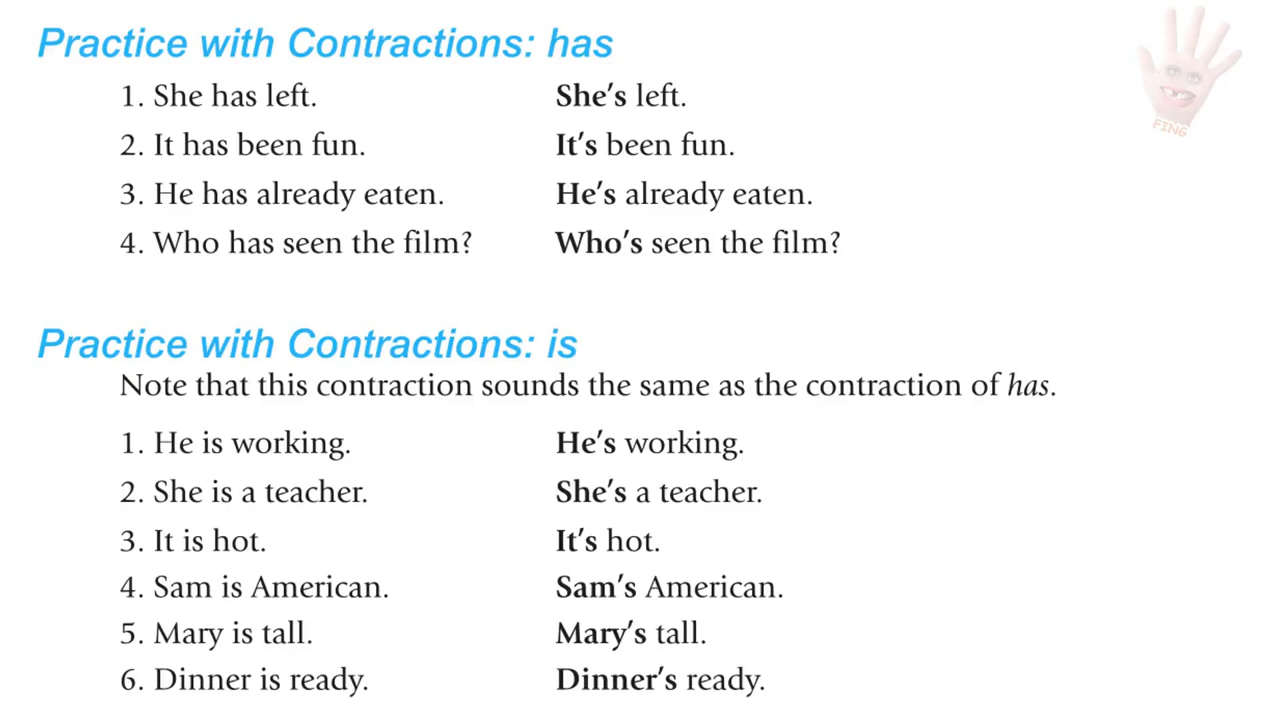 Practice with Contractions: has
1. She has left. She's left.
2. It has been fun. It's been fun.
3. He has already eaten. He's already eaten.
4. Who has seen the film? Who's seen the film?
Practice with Contractions: is
Note that this contraction sounds the same as the contraction of has.
1. He is working. He's working.
2. She is a teacher. She's a teacher.
3. It is hot. It's hot.
4. Sam is American. Sam's American.
5. Mary is tall. Mary's tall.
6. Dinner is ready. Dinner's ready.
FING